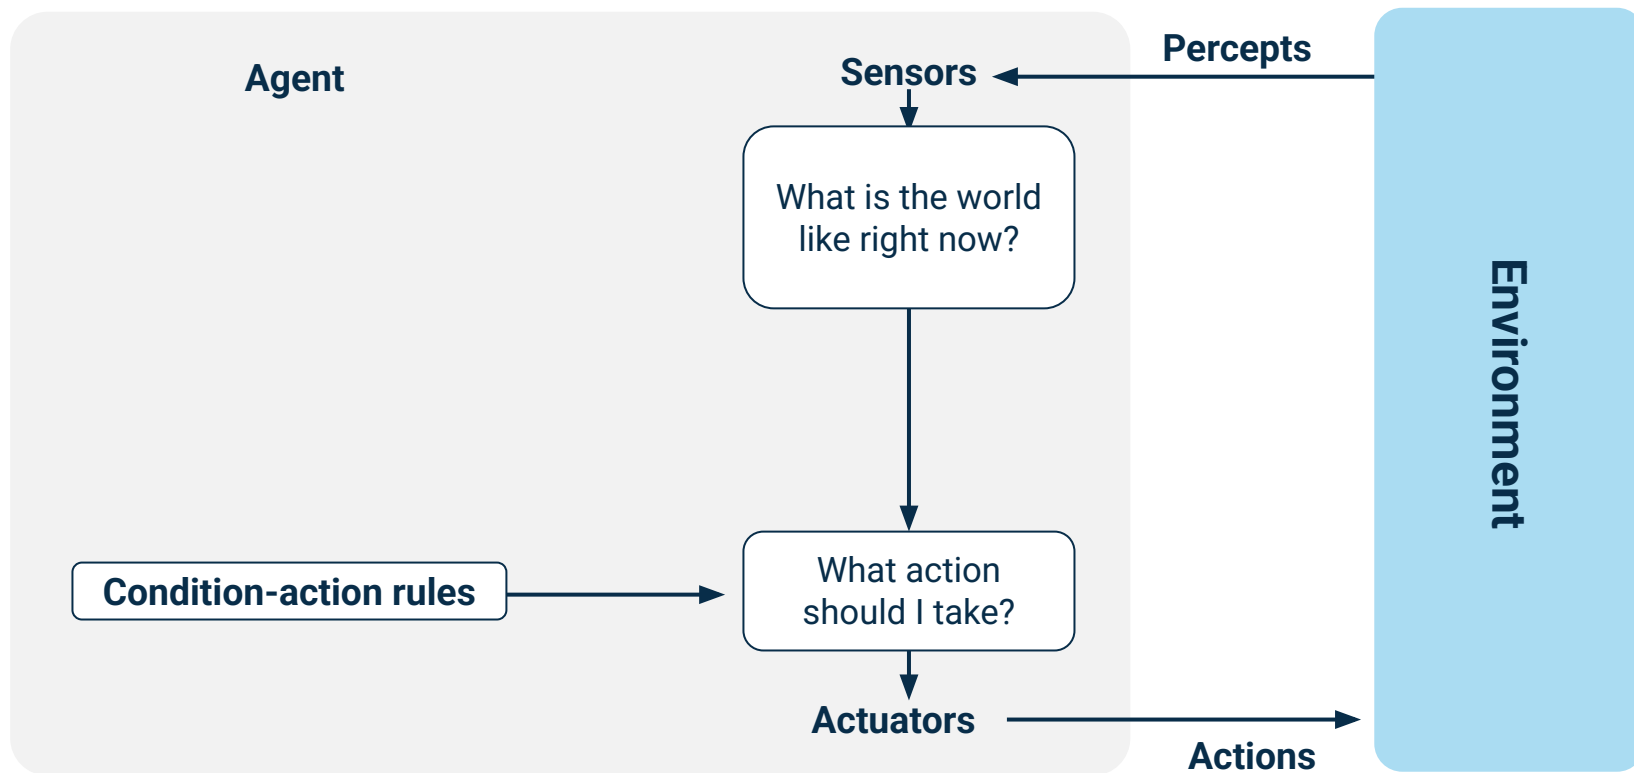 Agent
Sensors
Percepts
What is the world
like right now?
Environment
Condition-action rules
What action
should I take?
Actuators
Actions